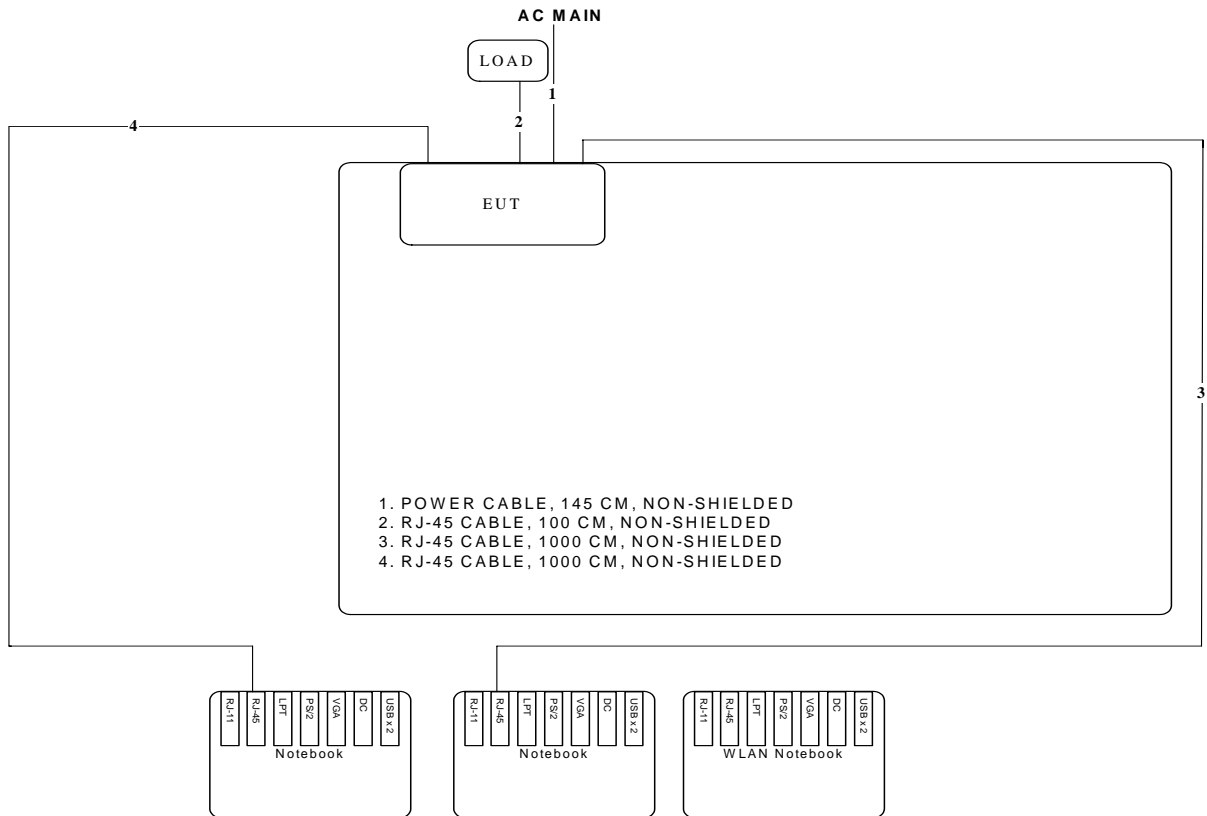 AC MAIN
LOAD
1
2
4
EUT
3
1. POWER CABLE, 145 CM, NON-SHIELDED
2. RJ-45 CABLE, 100 CM, NON-SHIELDED
3. RJ-45 CABLE, 1000 CM, NON-SHIELDED
4. RJ-45 CABLE, 1000 CM, NON-SHIELDED
RJ-11
RJ-45
LPT
PS/2
VGA
DC
USB x 2
Notebook
RJ-11
RJ-45
LPT
PS/2
VGA
DC
USB x 2
Notebook
RJ-11
RJ-45
LPT
PS/2
VGA
DC
USB x 2
WLAN Notebook